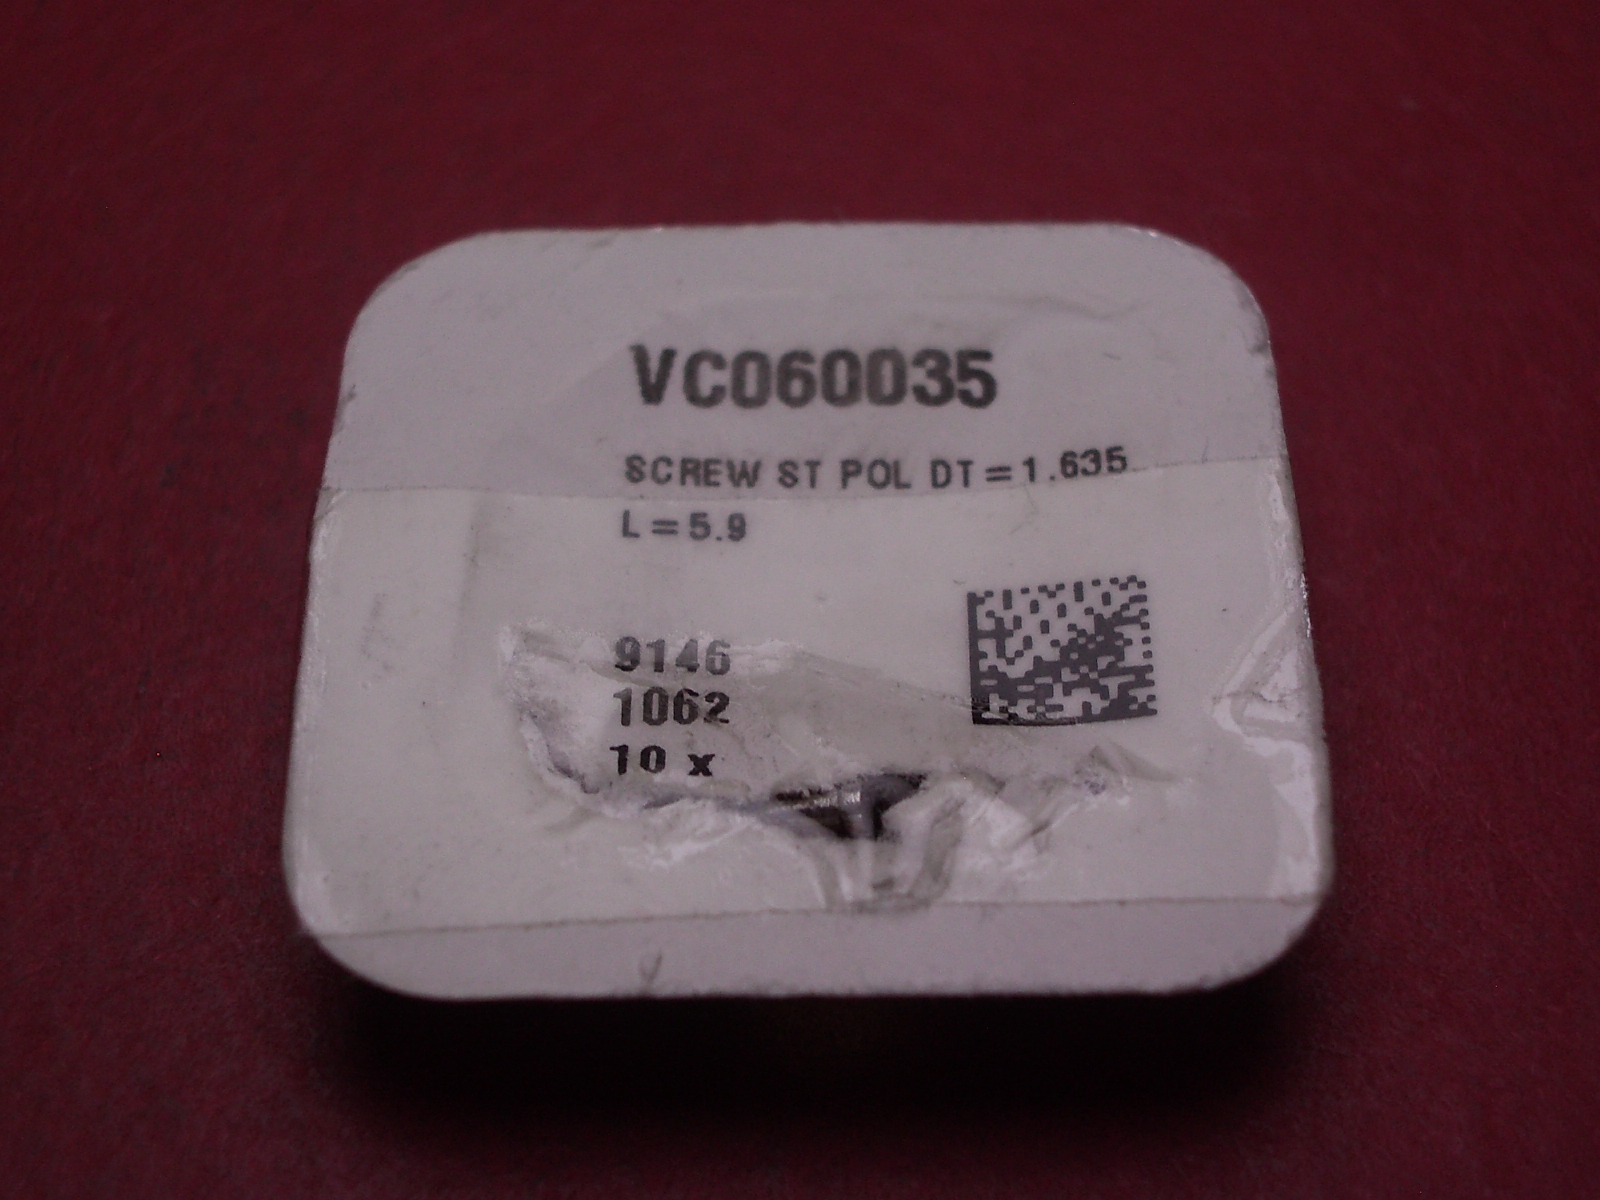 VC060035
SCREW ST POL DT=1.635
L=5.9
9146
1062
10 x